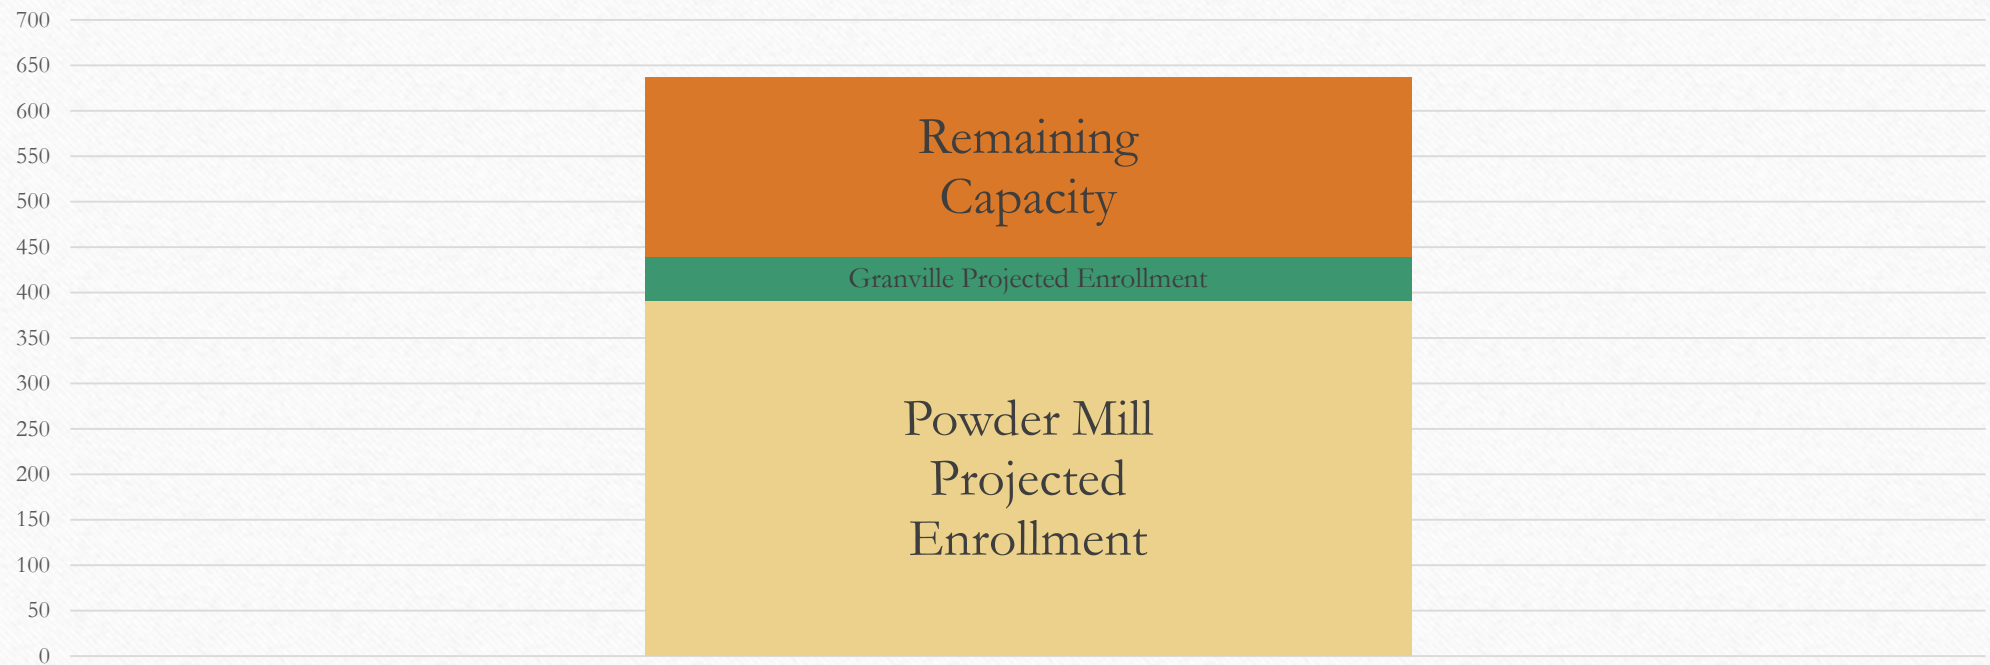 700
650
600
550
500
450
400
350
300
250
200
150
100
50
0
Remaining
Capacity
Granville Projected Enrollment
Powder Mill
Projected
Enrollment